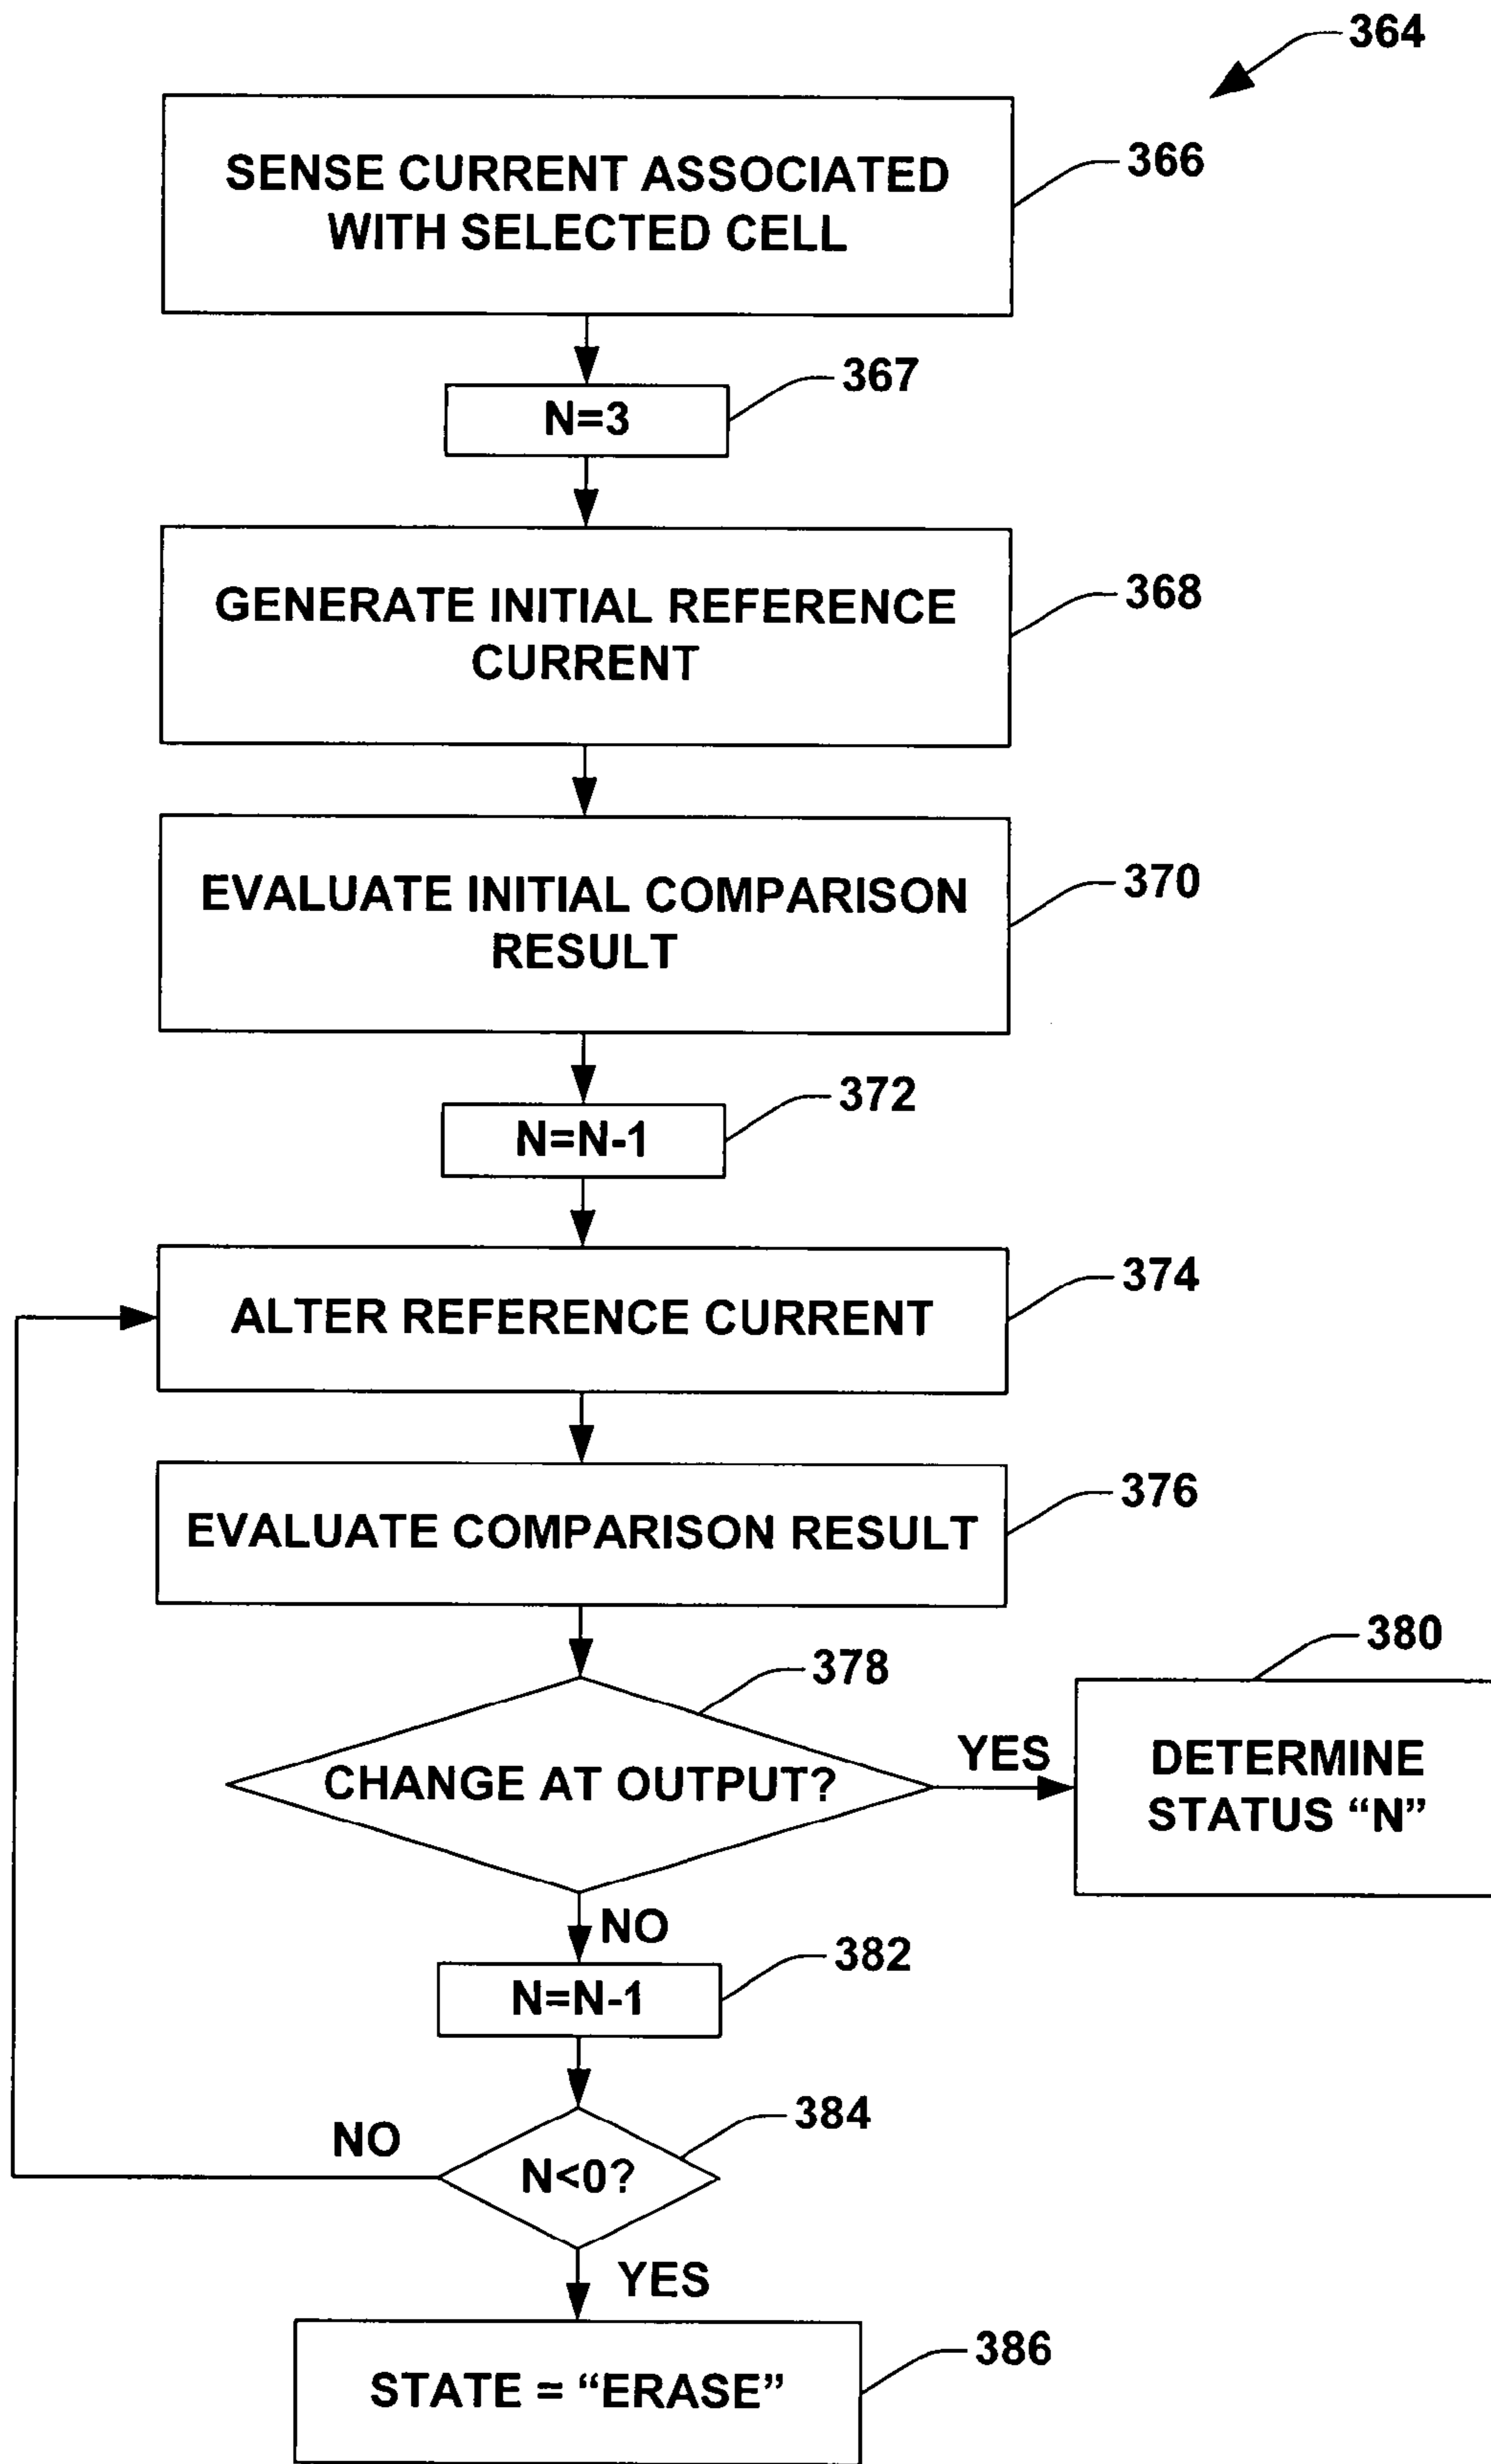 364
SENSE CURRENT ASSOCIATED
WITH SELECTED CELL
366
367
N=3
GENERATE INITIAL REFERENCE
CURRENT
368
EVALUATE INITIAL COMPARISON
RESULT
370
372
N=N-1
374
ALTER REFERENCE CURRENT
376
EVALUATE COMPARISON RESULT
378
CHANGE AT OUTPUT?
YES
380
DETERMINE
STATUS “N”
NO
382
N=N-1
384
NO
N<0?
YES
386
STATE = “ERASE”